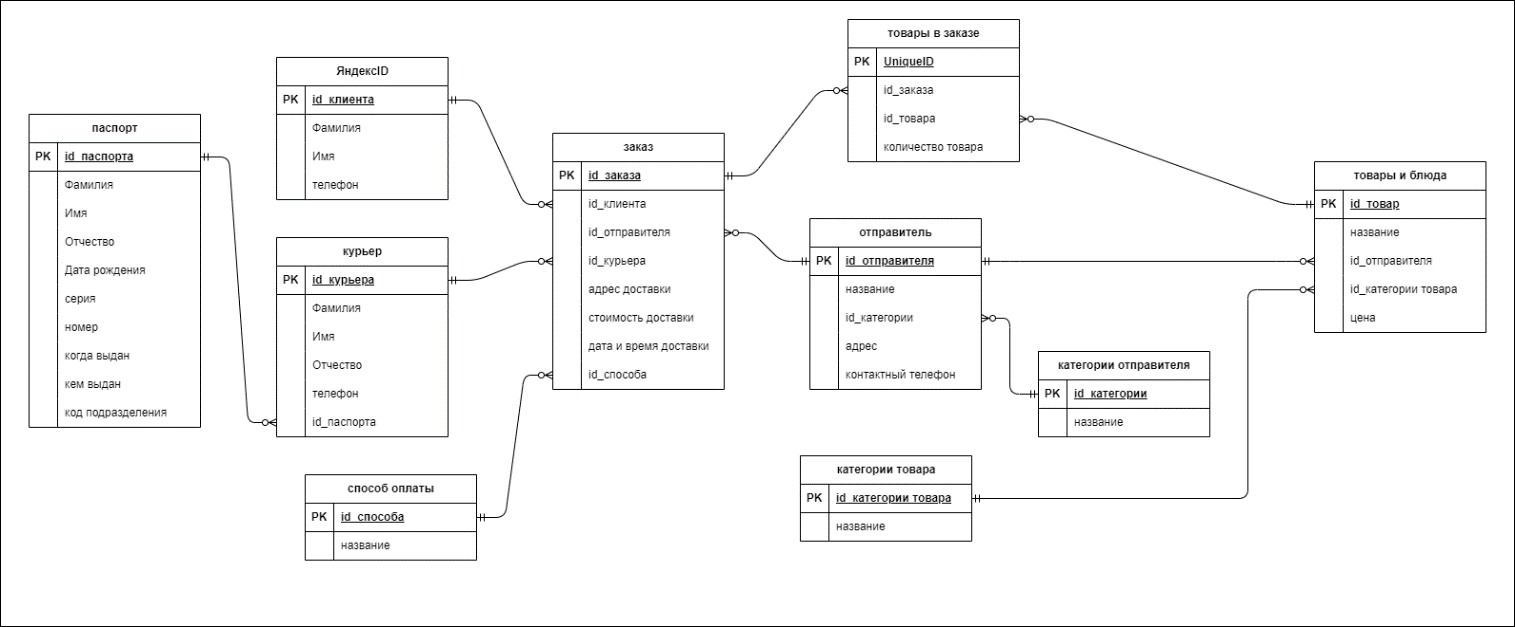 паспорт
PK id_паспорта
Фамилия
Имя
Отчество
Дата рождения
серия
номер
когда выдан
кем выдан
код подразделения
ЯндексID
PK id_клиента
Фамилия
Имя
телефон
курьер
PK id_курьера
Фамилия
Имя
Отчество
телефон
id_паспорта
способ оплаты
PK id_способа
название
заказ
PK id_заказа
id_клиента
id_отправителя
id_курьера
адрес доставки
стоимость доставки
дата и время доставки
id_способа
товары в заказе
PK UniqueID
id_заказа
id_товара
количество товара
отправитель
PK id_отправителя
название
id_категории
адрес
контактный телефон
категории отправителя
PK id_категории
название
категории товара
PK id_категории товара
название
товары и блюда
PK id_товар
название
id_отправителя
id_категории товара
цена